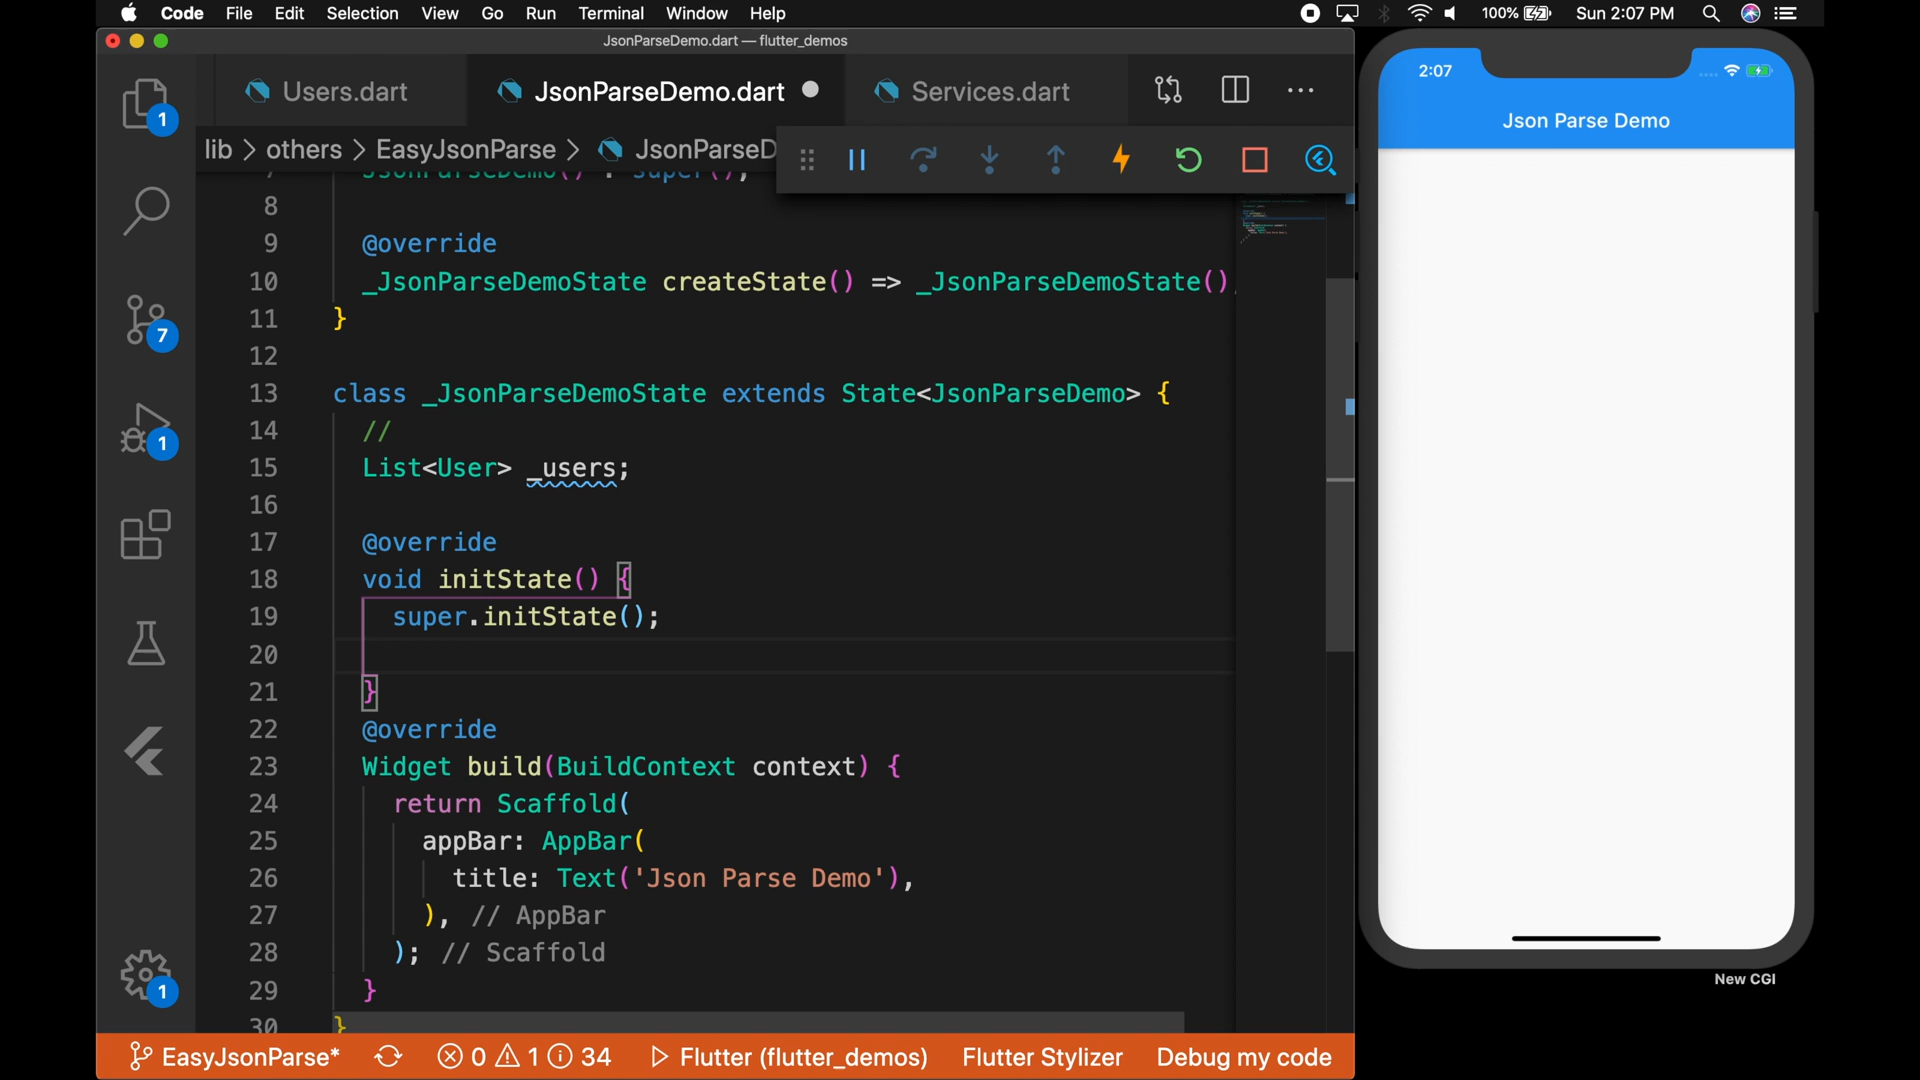 Code File Edit Selection View Go Run Terminal Window Help 100% Sun 2:07 PM
JsonParseDemo.dart — flutter_demos
Users.dart JsonParseDemo.dart Services.dart
lib > others > EasyJsonParse > JsonParseD
7 JsonParseDemo() : super();
8
9 @override
10 _JsonParseDemoState createState() => _JsonParseDemoState()
11 }
12
13 class _JsonParseDemoState extends State<JsonParseDemo> {
14 //
15 List<User> _users;
16
17 @override
18 void initState() {
19 super.initState();
20
21 }
22 @override
23 Widget build(BuildContext context) {
24 return Scaffold(
25 appBar: AppBar(
26 title: Text('Json Parse Demo'),
27 ), // AppBar
28 ); // Scaffold
29 }
30 }
1
7
1
1
EasyJsonParse* 0 1 34 Flutter (flutter_demos) Flutter Stylizer Debug my code
2:07
Json Parse Demo
New CGI